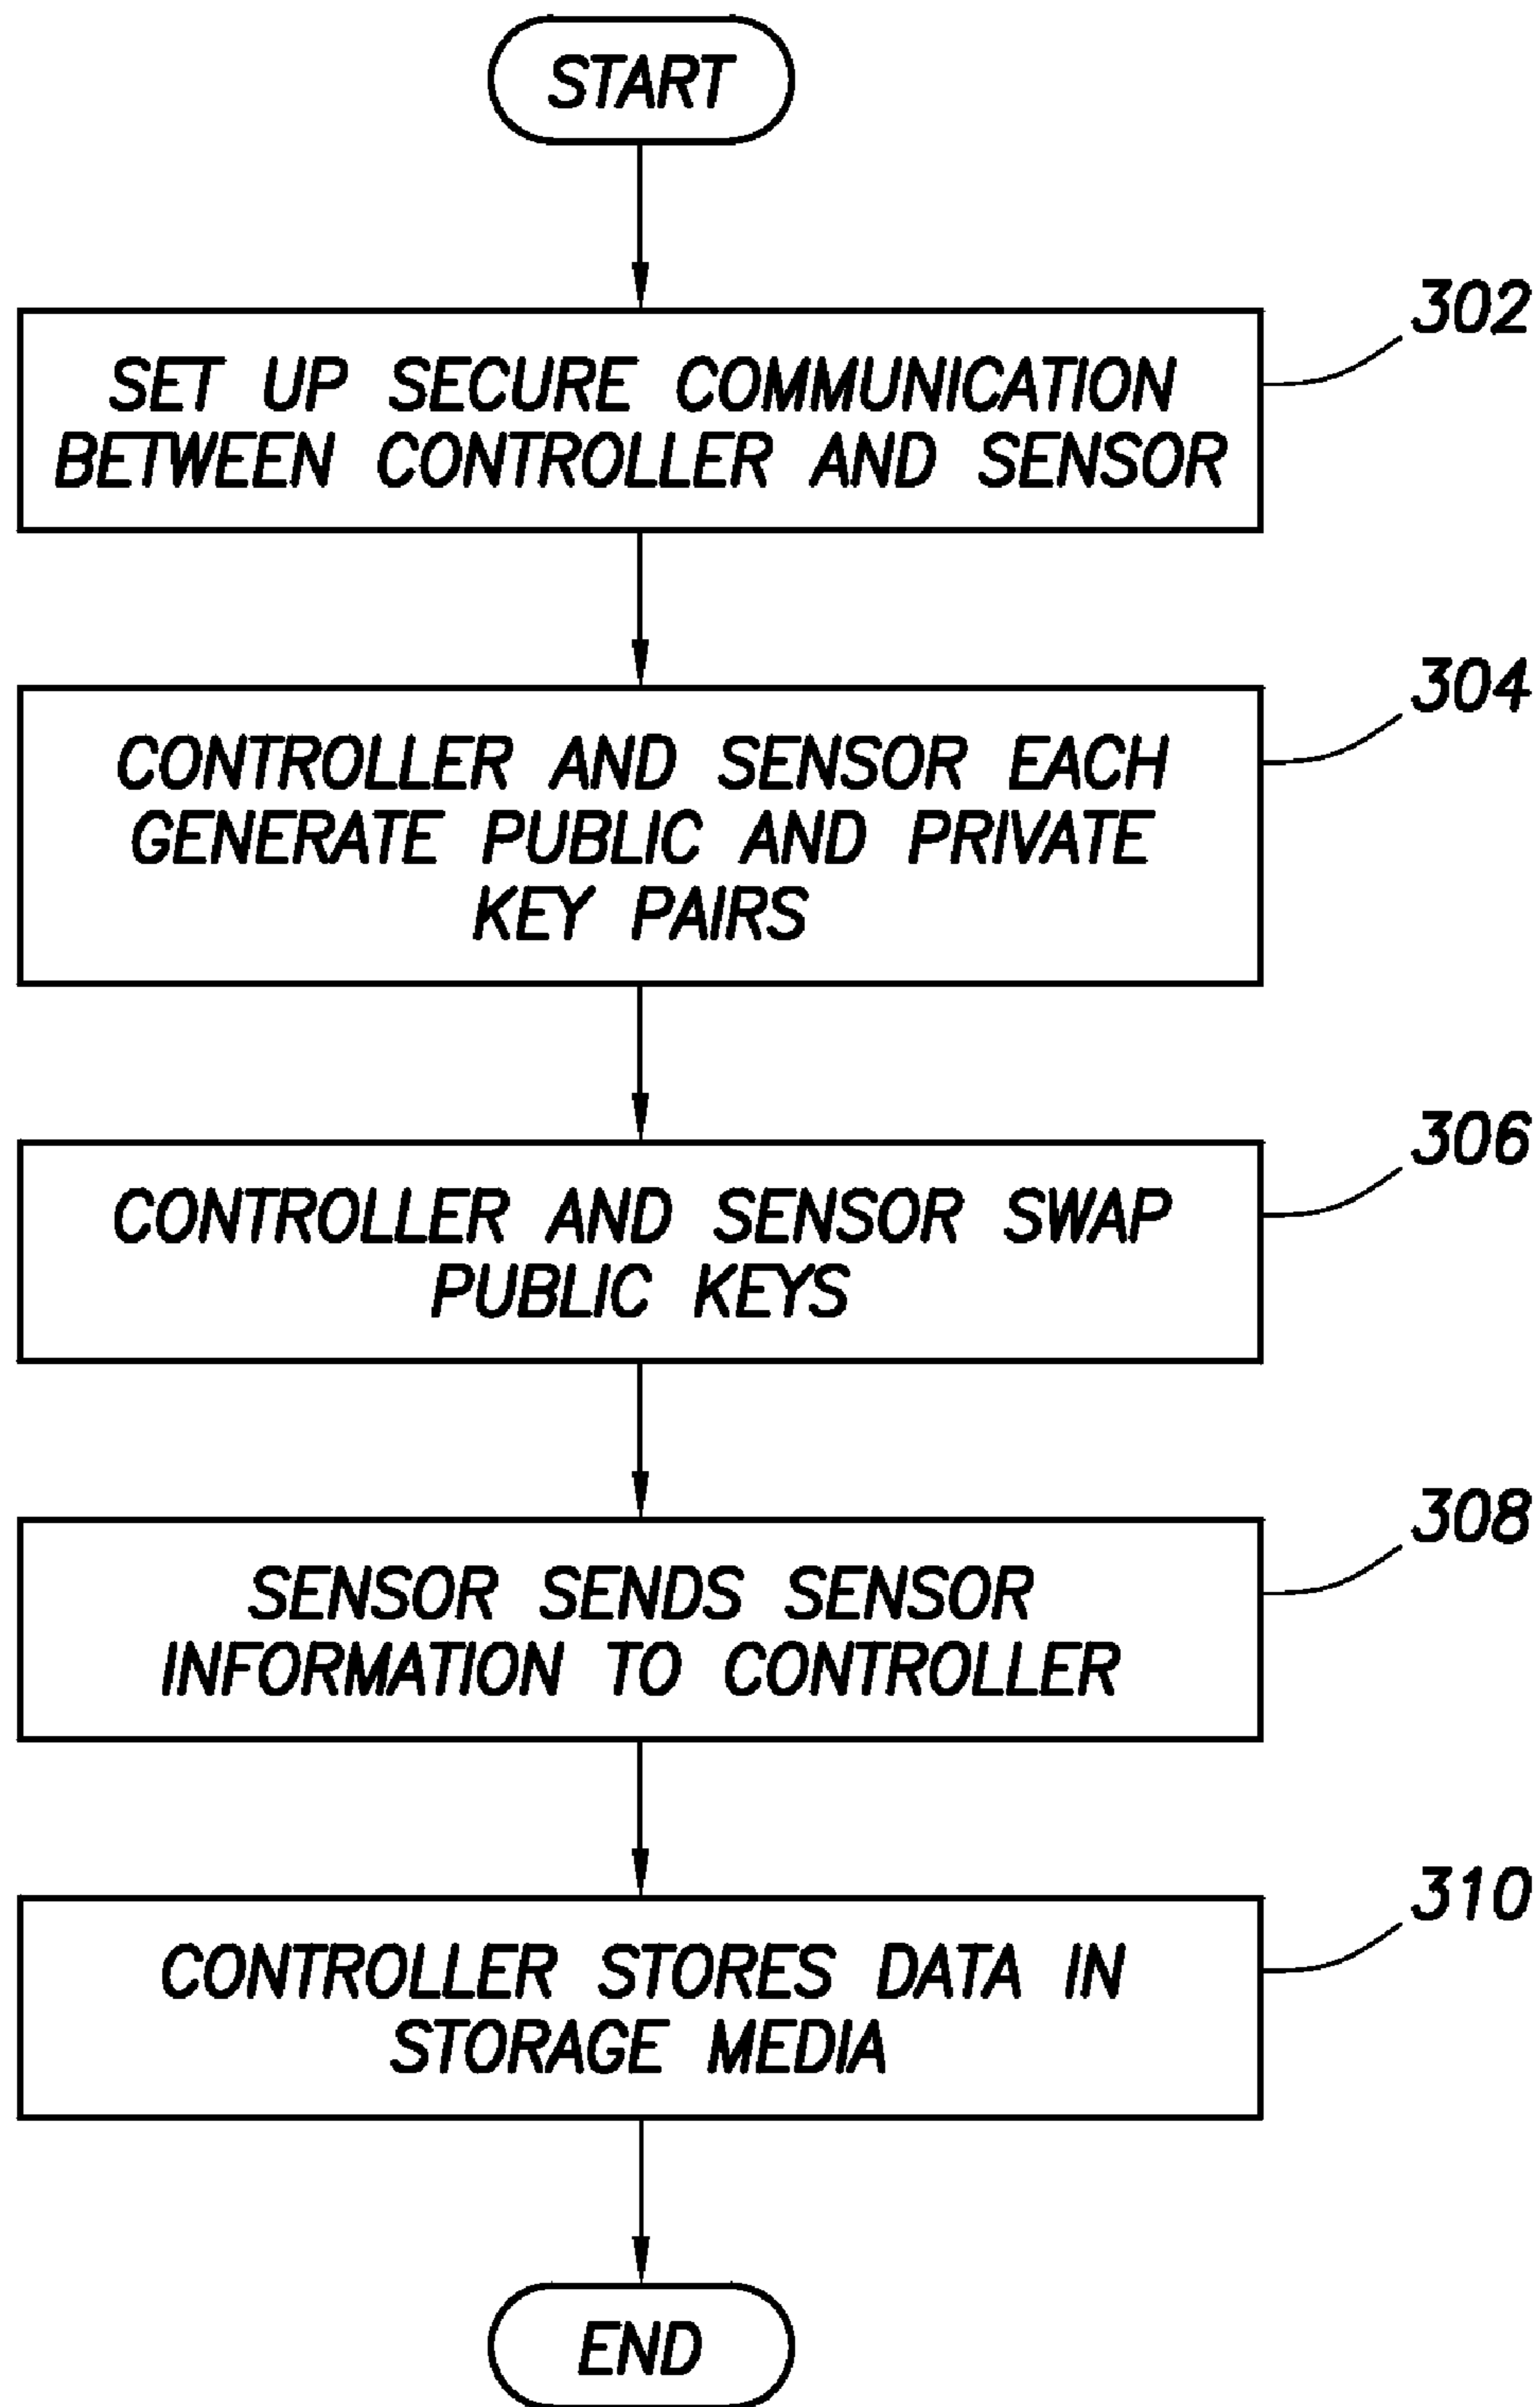 START
302
SET UP SECURE COMMUNICATION
BETWEEN CONTROLLER AND SENSOR
304
CONTROLLER AND SENSOR EACH
GENERATE PUBLIC AND PRIVATE
KEY PAIRS
306
CONTROLLER AND SENSOR SWAP
PUBLIC KEYS
308
SENSOR SENDS SENSOR
INFORMATION TO CONTROLLER
310
CONTROLLER STORES DATA IN
STORAGE MEDIA
END